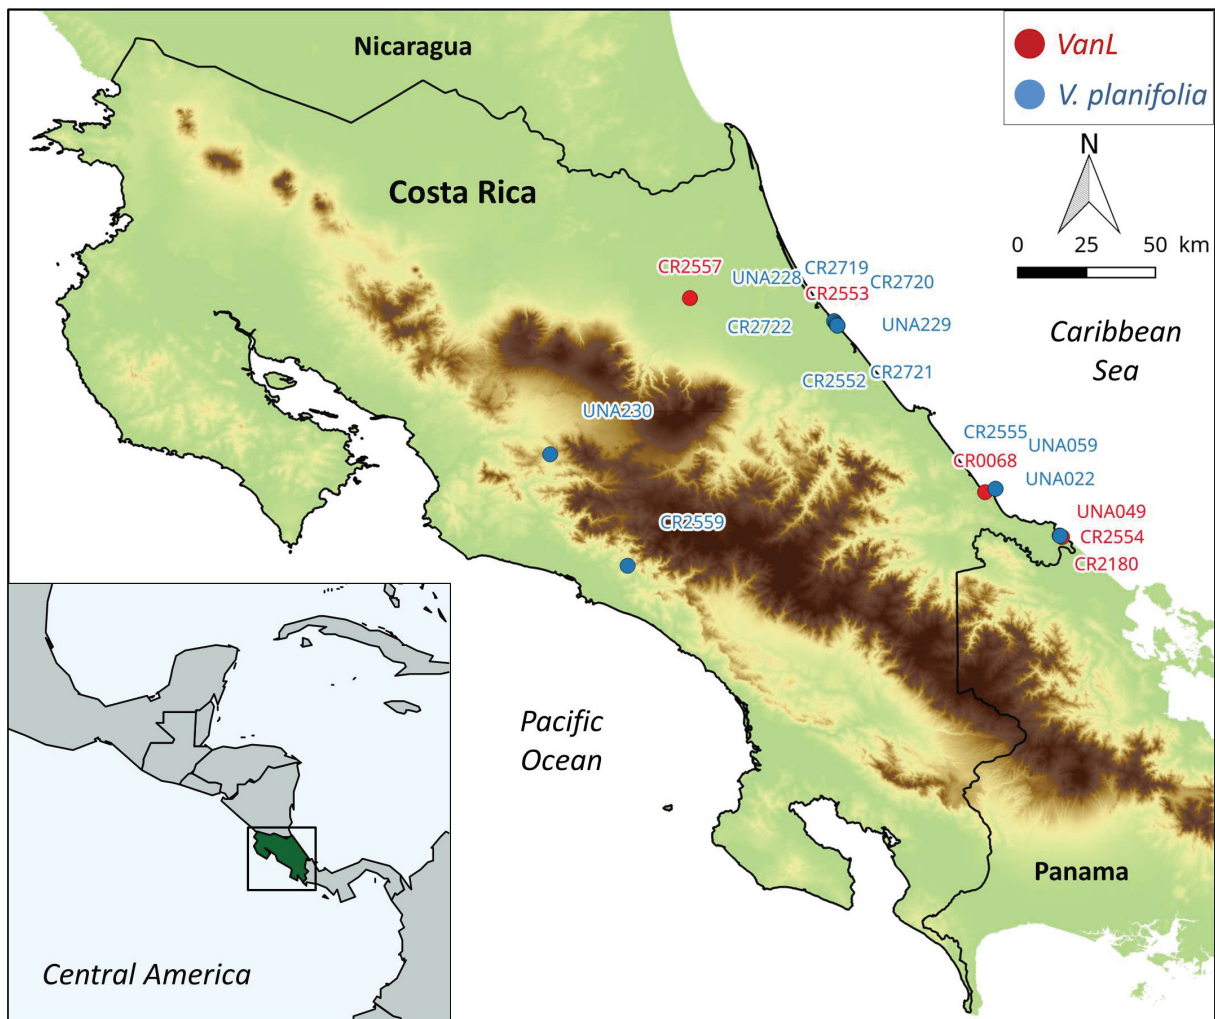 Nicaragua
VanL
V. planifolia
N
Costa Rica
0 25 50 km
CR2557
UNA228
CR2719
CR2720
CR2553
CR2722
UNA229
Caribbean
Sea
CR2552
CR2721
UNA230
CR2555
UNA059
CR0068
UNA022
UNA049
CR2559
CR2554
CR2180
Pacific
Ocean
Panama
Central America